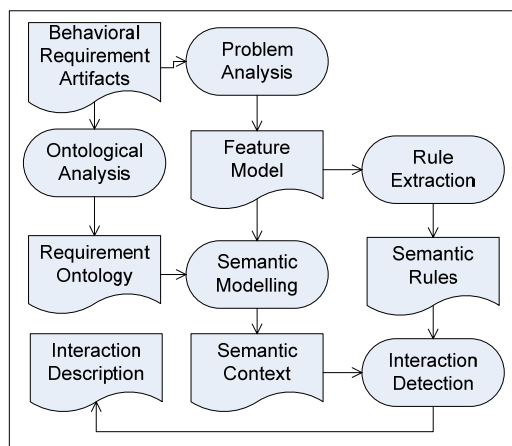 Behavioral
Requirement
Artifacts
Problem
Analysis
Ontological
Analysis
Feature
Model
Rule
Extraction
Requirement
Ontology
Semantic
Modelling
Semantic
Rules
Interaction
Description
Semantic
Context
Interaction
Detection